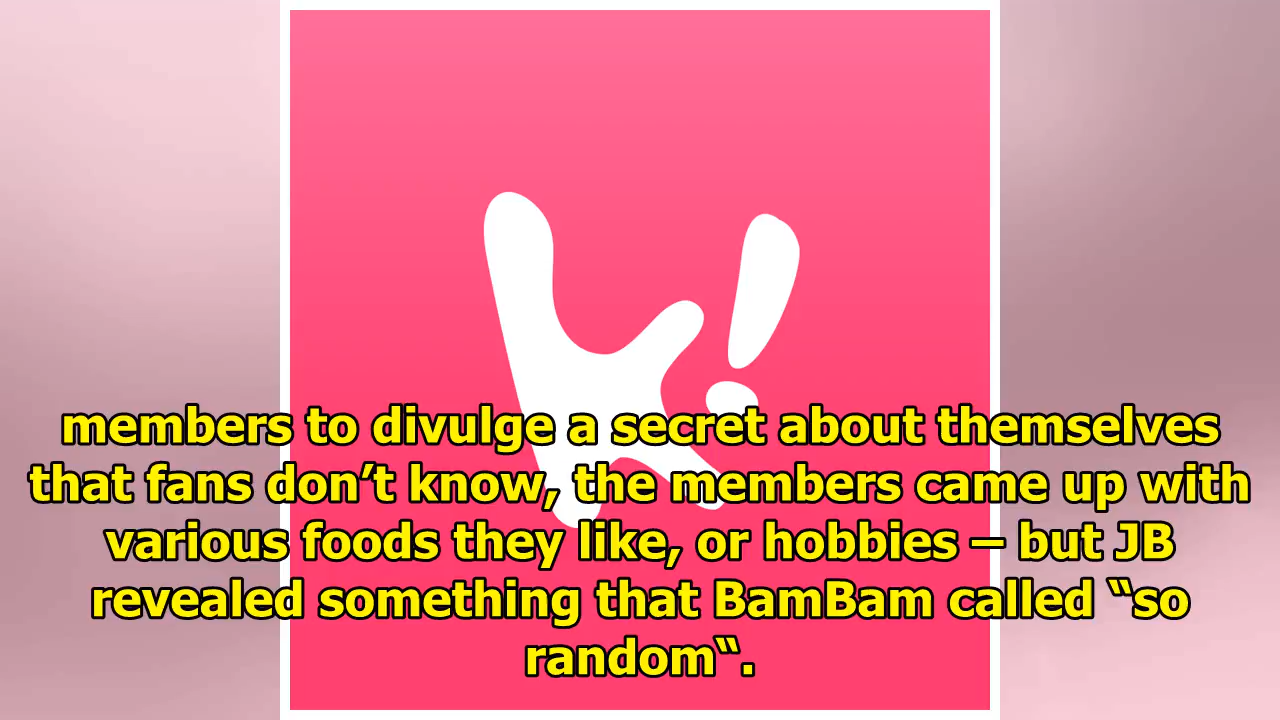 k!
members to divulge a secret about themselves
that fans don’t know, the members came up with
various foods they like, or hobbies – but JB
revealed something that BamBam called “so
random“.